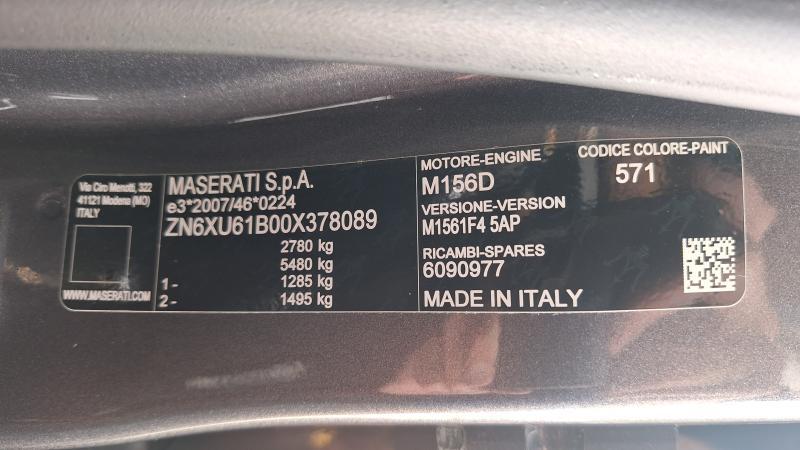 Via Ciro Menotti, 322
41121 Modena (MO)
ITALY
WWW.MASERATI.COM
MASERATI S.p.A.
e3*2007/46*0224
ZN6XU61B00X378089
2780 kg
5480 kg
1- 1285 kg
2- 1495 kg
MOTORE-ENGINE
M156D
VERSIONE-VERSION
M1561F4 5AP
RICAMBI-SPARES
6090977
MADE IN ITALY
CODICE COLORE-PAINT
571